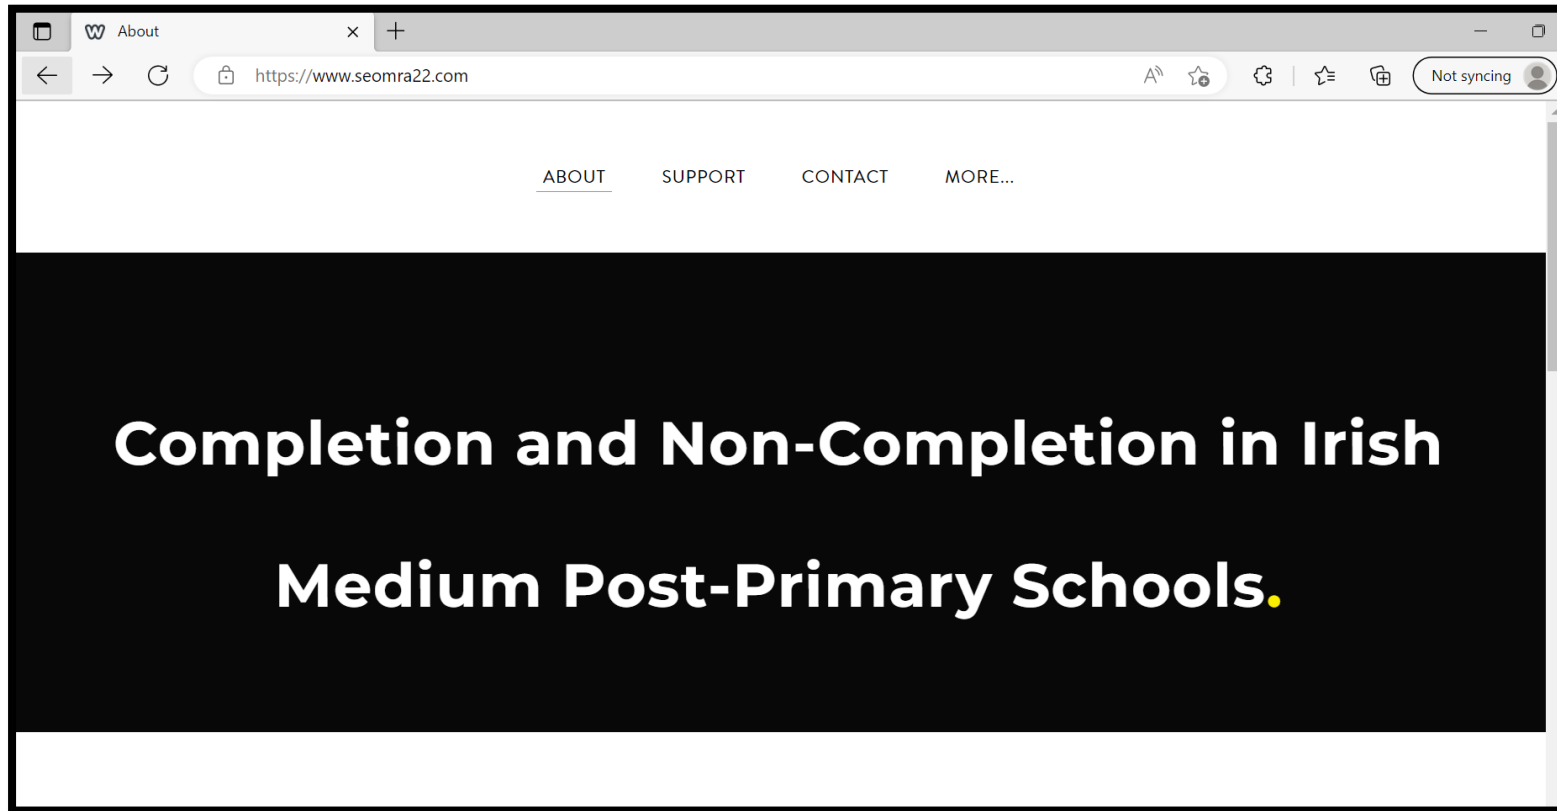 About
https://www.seomra22.com
Not syncing
ABOUT SUPPORT CONTACT MORE...
Completion and Non-Completion in Irish
Medium Post-Primary Schools.